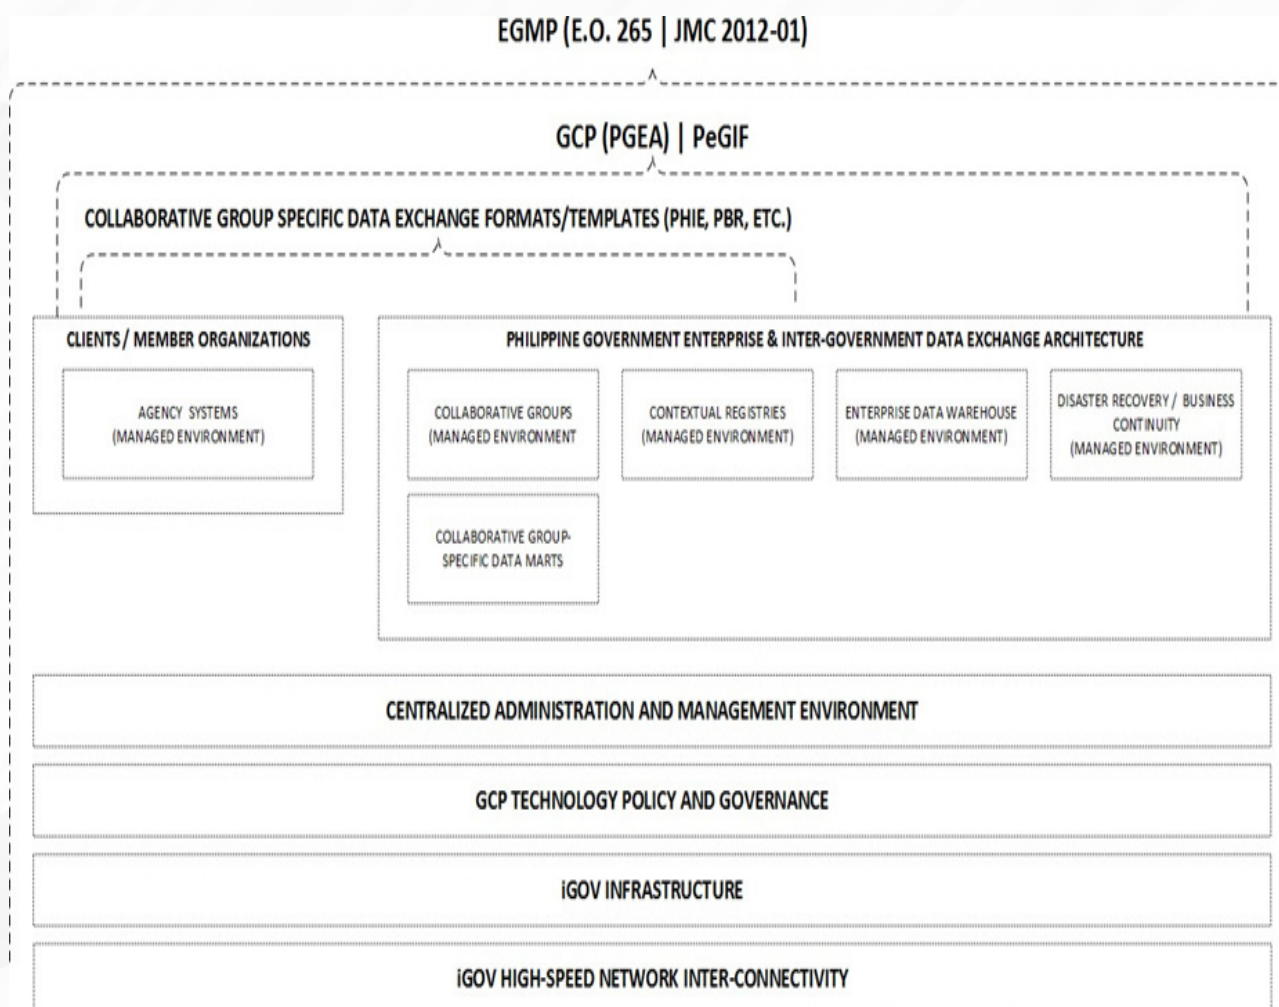 EGMP (E.O. 265 | JMC 2012-01)
GCP (PGEA) | PeGIF
COLLABORATIVE GROUP SPECIFIC DATA EXCHANGE FORMATS/TEMPLATES (PHIE, PBR, ETC.)
CLIENTS / MEMBER ORGANIZATIONS
AGENCY SYSTEMS
(MANAGED ENVIRONMENT)
PHILIPPINE GOVERNMENT ENTERPRISE & INTER-GOVERNMENT DATA EXCHANGE ARCHITECTURE
COLLABORATIVE GROUPS
(MANAGED ENVIRONMENT
CONTEXTUAL REGISTRIES
(MANAGED ENVIRONMENT)
ENTERPRISE DATA WAREHOUSE
(MANAGED ENVIRONMENT)
DISASTER RECOVERY / BUSINESS
CONTINUITY
(MANAGED ENVIRONMENT)
COLLABORATIVE GROUP-
SPECIFIC DATA MARTS
CENTRALIZED ADMINISTRATION AND MANAGEMENT ENVIRONMENT
GCP TECHNOLOGY POLICY AND GOVERNANCE
iGOV INFRASTRUCTURE
iGOV HIGH-SPEED NETWORK INTER-CONNECTIVITY